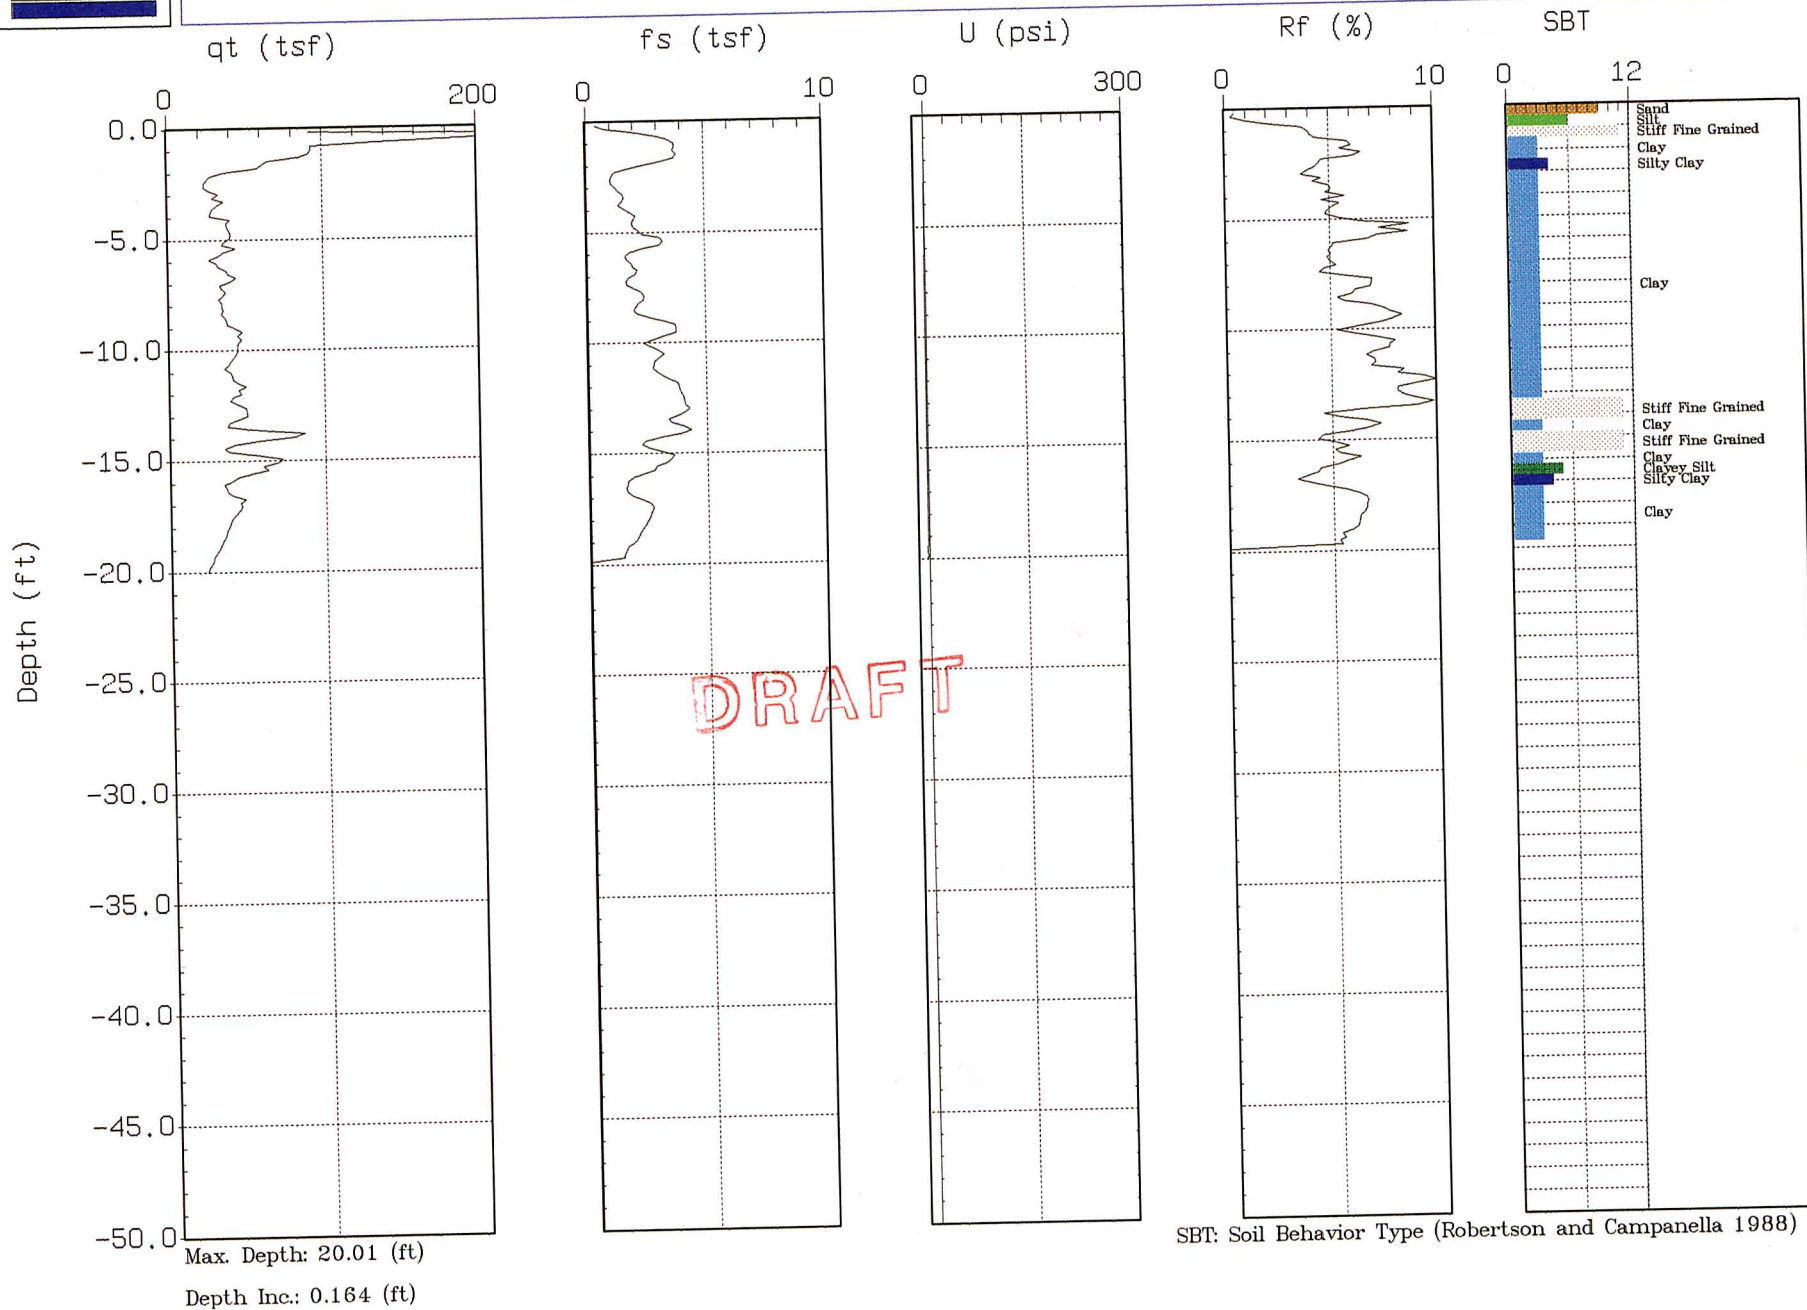 qt (tsf)
fs (tsf)
U (psi)
Rf (%)
SBT
0 200
0 10
0 300
0 10
0 12
0.0
-5.0
-10.0
-15.0
-20.0
-25.0
-30.0
-35.0
-40.0
-45.0
-50.0
Depth (ft)
Sand
Silt
Stiff Fine Grained
Clay
Silty Clay
Clay
Stiff Fine Grained
Clay
Stiff Fine Grained
Clay
Clayey Silt
Silty Clay
Clay
DRAFT
Max. Depth: 20.01 (ft)
Depth Inc.: 0.164 (ft)
SBT: Soil Behavior Type (Robertson and Campanella 1988)